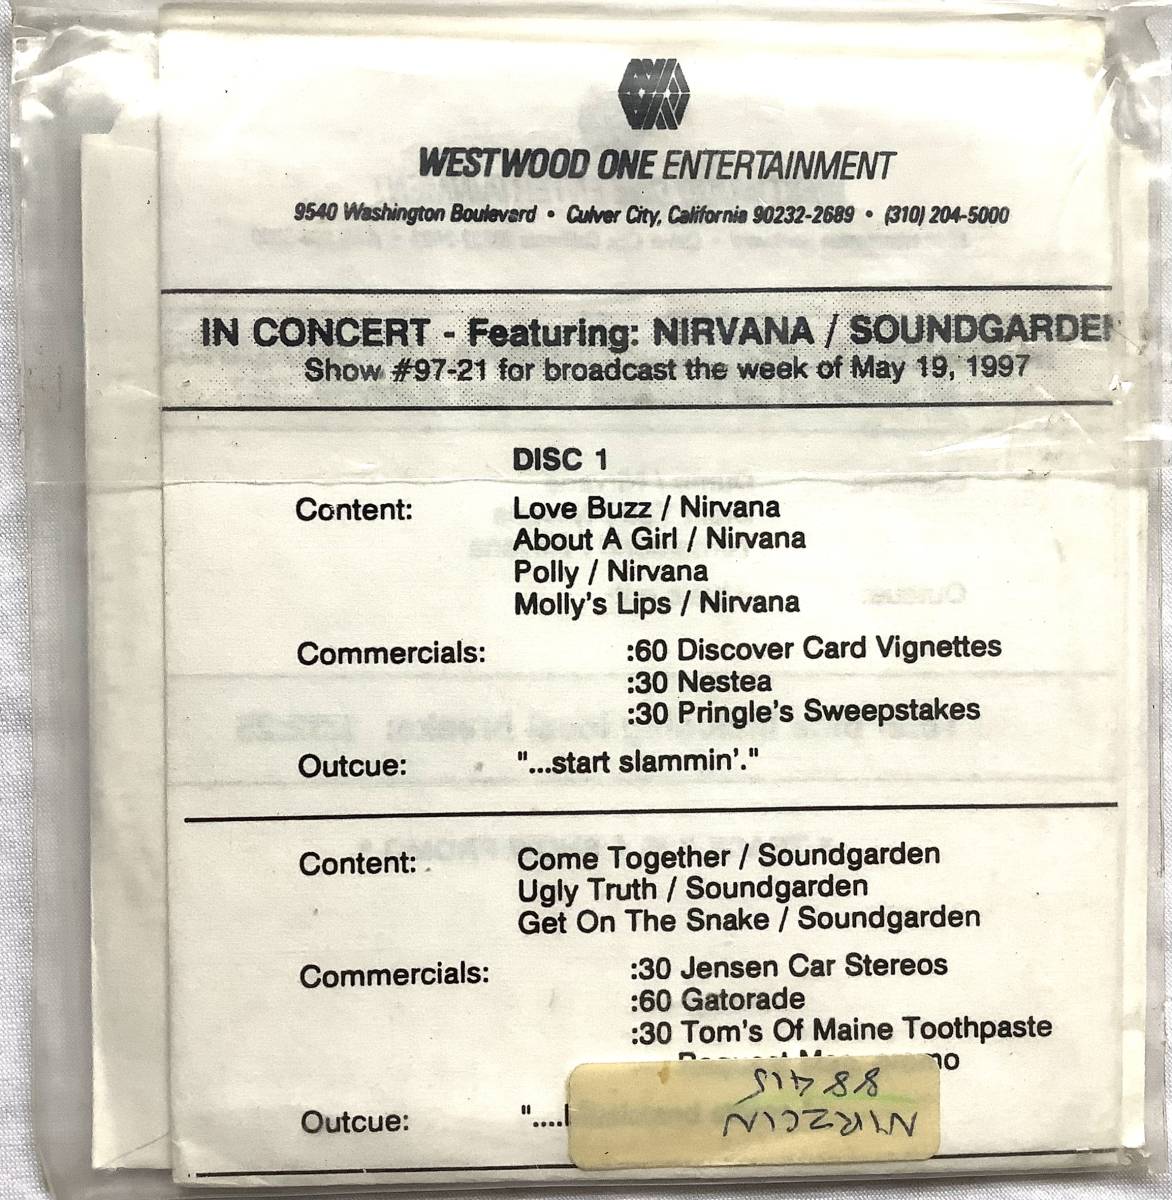 WESTWOOD ONE ENTERTAINMENT
9540 Washington Boulevard • Culver City, California 90232-2689 • (310) 204-5000
IN CONCERT - Featuring: NIRVANA / SOUNDGARDEN
Show #97-21 for broadcast the week of May 19, 1997
DISC 1
Content: Love Buzz / Nirvana
About A Girl / Nirvana
Polly / Nirvana
Molly's Lips / Nirvana
Commercials: :60 Discover Card Vignettes
:30 Nestea
:30 Pringle's Sweepstakes
Outcue: "...start slammin'."
Content: Come Together / Soundgarden
Ugly Truth / Soundgarden
Get On The Snake / Soundgarden
Commercials: :30 Jensen Car Stereos
:60 Gatorade
:30 Tom's Of Maine Toothpaste
Outcue: "....